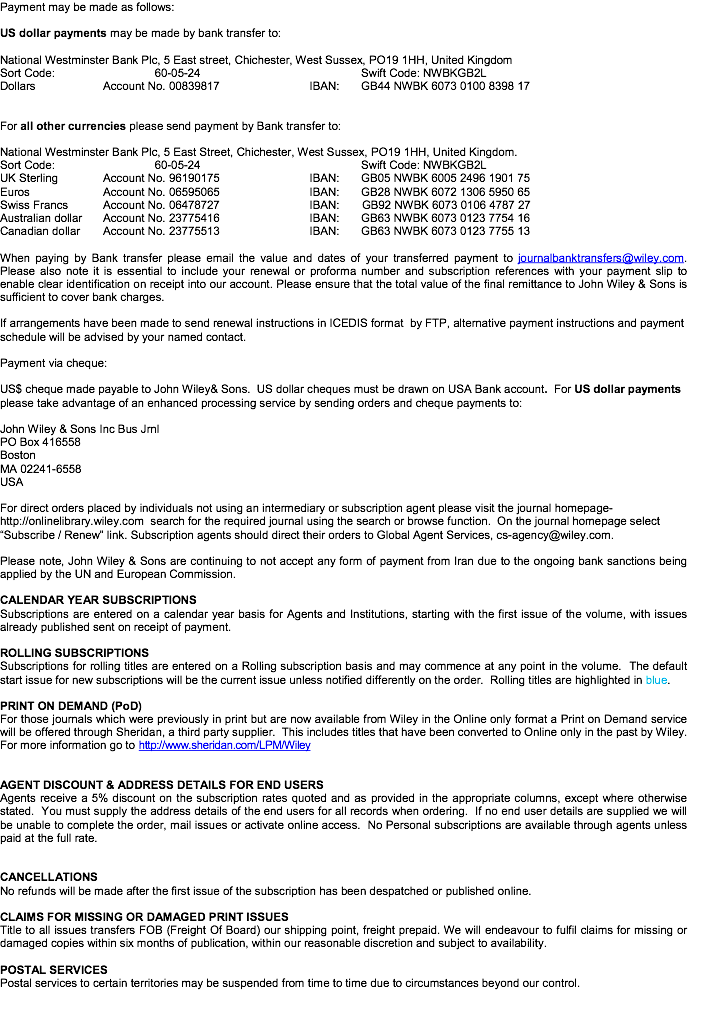 Payment may be made as follows:
US dollar payments may be made by bank transfer to:
National Westminster Bank Plc, 5 East street, Chichester, West Sussex, PO19 1HH, United Kingdom
Sort Code: 60-05-24 Swift Code: NWBKGB2L
Dollars Account No. 00839817 IBAN: GB44 NWBK 6073 0100 8398 17
For all other currencies please send payment by Bank transfer to:
National Westminster Bank Plc, 5 East Street, Chichester, West Sussex, PO19 1HH, United Kingdom.
Sort Code: 60-05-24 Swift Code: NWBKGB2L
UK Sterling Account No. 96190175 IBAN: GB05 NWBK 6005 2496 1901 75
Euros Account No. 06595065 IBAN: GB28 NWBK 6072 1306 5950 65
Swiss Francs Account No. 06478727 IBAN: GB92 NWBK 6073 0106 4787 27
Australian dollar Account No. 23775416 IBAN: GB63 NWBK 6073 0123 7754 16
Canadian dollar Account No. 23775513 IBAN: GB63 NWBK 6073 0123 7755 13
When paying by Bank transfer please email the value and dates of your transferred payment to journalbanktransfers@wiley.com.
Please also note it is essential to include your renewal or proforma number and subscription references with your payment slip to
enable clear identification on receipt into our account. Please ensure that the total value of the final remittance to John Wiley & Sons is
sufficient to cover bank charges.
If arrangements have been made to send renewal instructions in ICEDIS format by FTP, alternative payment instructions and payment
schedule will be advised by your named contact.
Payment via cheque:
US$ cheque made payable to John Wiley& Sons. US dollar cheques must be drawn on USA Bank account. For US dollar payments
please take advantage of an enhanced processing service by sending orders and cheque payments to:
John Wiley & Sons Inc Bus Jrnl
PO Box 416558
Boston
MA 02241-6558
USA
For direct orders placed by individuals not using an intermediary or subscription agent please visit the journal homepage-
http://onlinelibrary.wiley.com search for the required journal using the search or browse function. On the journal homepage select
"Subscribe / Renew" link. Subscription agents should direct their orders to Global Agent Services, cs-agency@wiley.com.
Please note, John Wiley & Sons are continuing to not accept any form of payment from Iran due to the ongoing bank sanctions being
applied by the UN and European Commission.
CALENDAR YEAR SUBSCRIPTIONS
Subscriptions are entered on a calendar year basis for Agents and Institutions, starting with the first issue of the volume, with issues
already published sent on receipt of payment.
ROLLING SUBSCRIPTIONS
Subscriptions for rolling titles are entered on a Rolling subscription basis and may commence at any point in the volume. The default
start issue for new subscriptions will be the current issue unless notified differently on the order. Rolling titles are highlighted in blue.
PRINT ON DEMAND (PoD)
For those journals which were previously in print but are now available from Wiley in the Online only format a Print on Demand service
will be offered through Sheridan, a third party supplier. This includes titles that have been converted to Online only in the past by Wiley.
For more information go to http://www.sheridan.com/LPM/Wiley
AGENT DISCOUNT & ADDRESS DETAILS FOR END USERS
Agents receive a 5% discount on the subscription rates quoted and as provided in the appropriate columns, except where otherwise
stated. You must supply the address details of the end users for all records when ordering. If no end user details are supplied we will
be unable to complete the order, mail issues or activate online access. No Personal subscriptions are available through agents unless
paid at the full rate.
CANCELLATIONS
No refunds will be made after the first issue of the subscription has been despatched or published online.
CLAIMS FOR MISSING OR DAMAGED PRINT ISSUES
Title to all issues transfers FOB (Freight Of Board) our shipping point, freight prepaid. We will endeavour to fulfil claims for missing or
damaged copies within six months of publication, within our reasonable discretion and subject to availability.
POSTAL SERVICES
Postal services to certain territories may be suspended from time to time due to circumstances beyond our control.